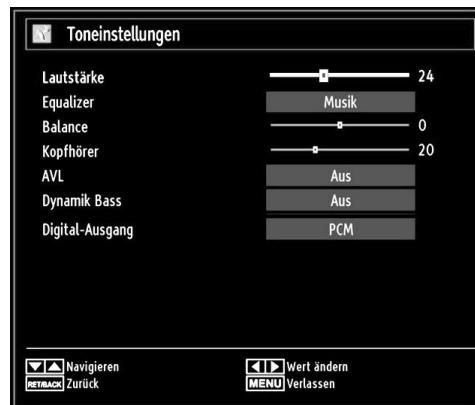 Toneinstellungen
Lautstärke 24
Equalizer Musik
Balance 0
Kopfhörer 20
AVL Aus
Dynamik Bass Aus
Digital-Ausgang PCM
Navigieren Wert ändern
RET/BACK Zurück MENU Verlassen